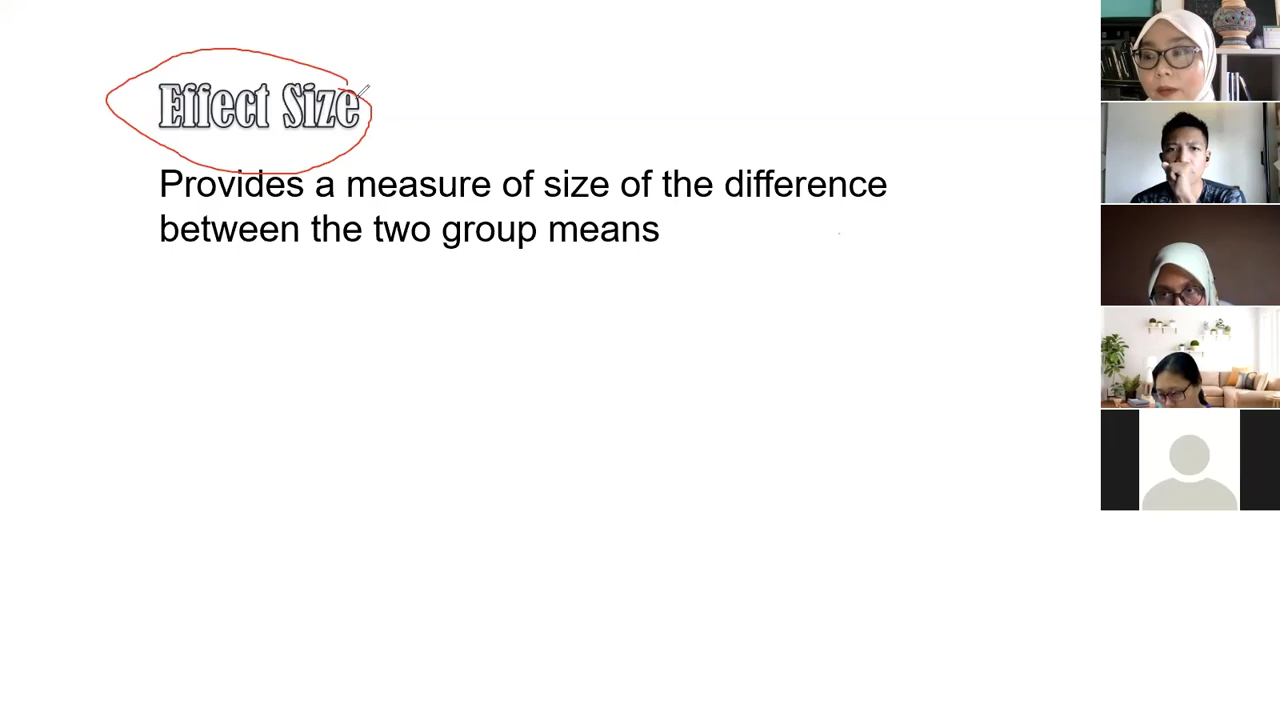 Effect Size
Provides a measure of size of the difference
between the two group means